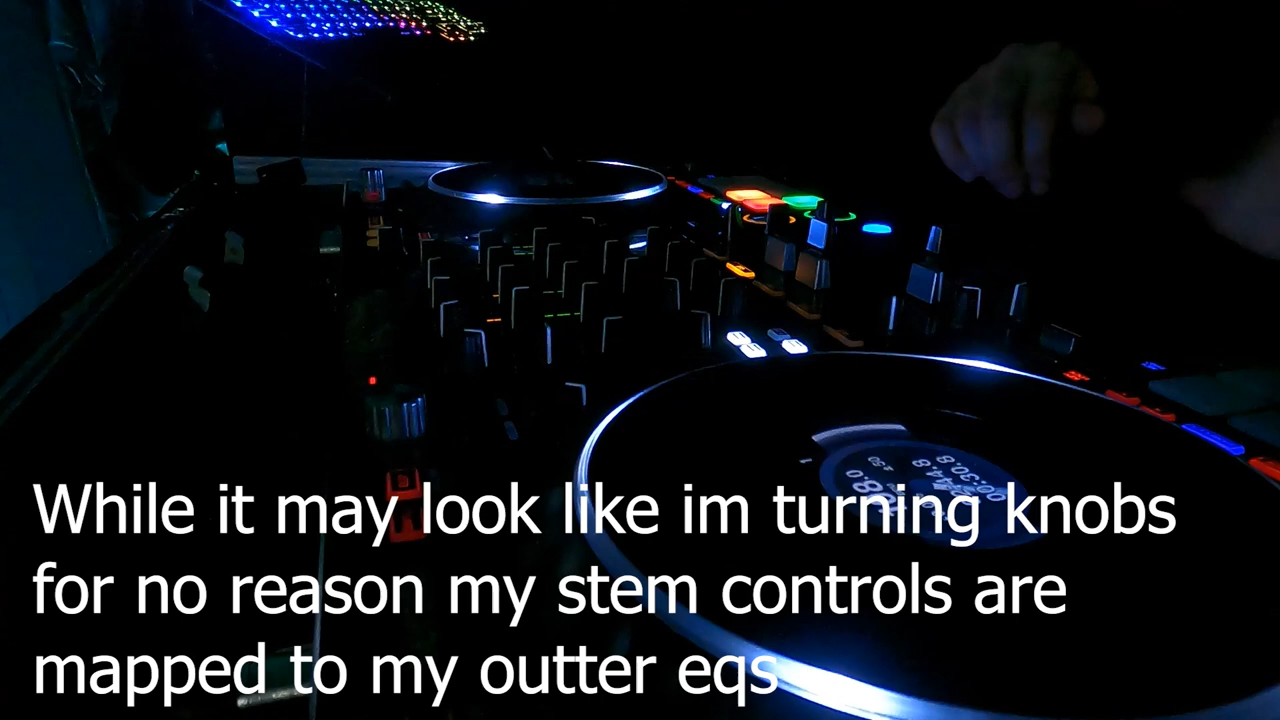 While it may look like im turning knobs
for no reason my stem controls are
mapped to my outter eqs